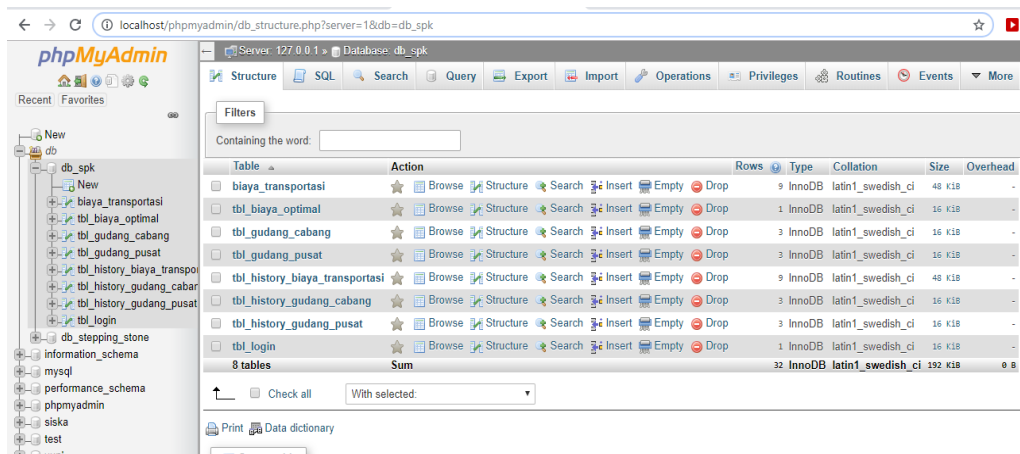 localhost/phpmyadmin/db_structure.php?server=1&db=db_spk
phpMyAdmin
Recent Favorites
New
db
db_spk
New
biaya_transportasi
tbl_biaya_optimal
tbl_gudang_cabang
tbl_gudang_pusat
tbl_history_biaya_transpo
tbl_history_gudang_cabar
tbl_history_gudang_pusat
tbl_login
db_stepping_stone
information_schema
mysql
performance_schema
phpmyadmin
siska
test
Server: 127.0.0.1 » Database: db_spk
Structure SQL Search Query Export Import Operations Privileges Routines Events More
Filters
Containing the word:
Table Action Rows Type Collation Size Overhead
biaya_transportasi Browse Structure Search Insert Empty Drop 9 InnoDB latin1_swedish_ci 48 KiB -
tbl_biaya_optimal Browse Structure Search Insert Empty Drop 1 InnoDB latin1_swedish_ci 16 KiB -
tbl_gudang_cabang Browse Structure Search Insert Empty Drop 3 InnoDB latin1_swedish_ci 16 KiB -
tbl_gudang_pusat Browse Structure Search Insert Empty Drop 3 InnoDB latin1_swedish_ci 16 KiB -
tbl_history_biaya_transportasi Browse Structure Search Insert Empty Drop 9 InnoDB latin1_swedish_ci 48 KiB -
tbl_history_gudang_cabang Browse Structure Search Insert Empty Drop 3 InnoDB latin1_swedish_ci 16 KiB -
tbl_history_gudang_pusat Browse Structure Search Insert Empty Drop 3 InnoDB latin1_swedish_ci 16 KiB -
tbl_login Browse Structure Search Insert Empty Drop 1 InnoDB latin1_swedish_ci 16 KiB -
8 tables Sum 32 InnoDB latin1_swedish_ci 192 KiB 0 B
Check all With selected:
Print Data dictionary